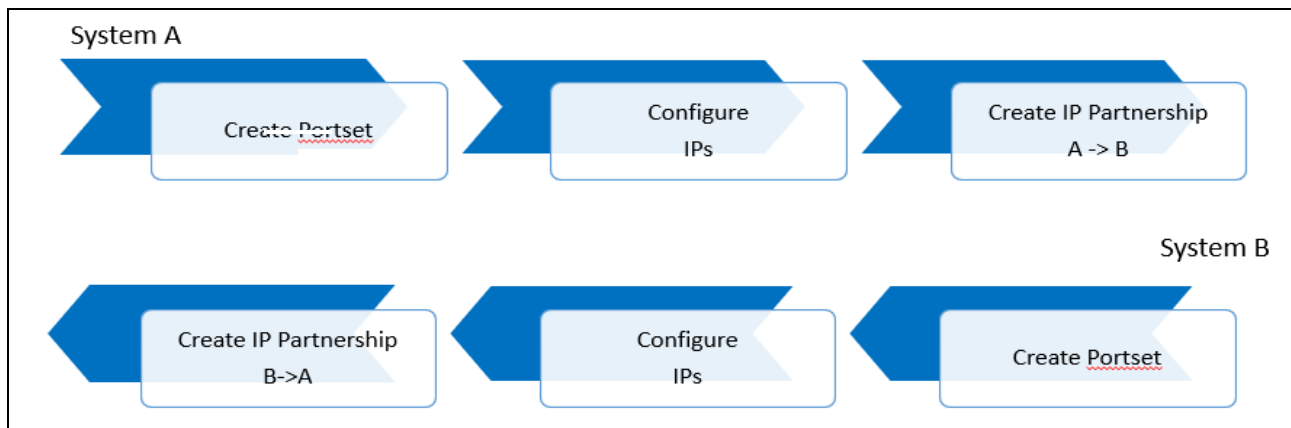 System A
Create Portset
Configure
IPs
Create IP Partnership
A -> B
System B
Create IP Partnership
B->A
Configure
IPs
Create Portset